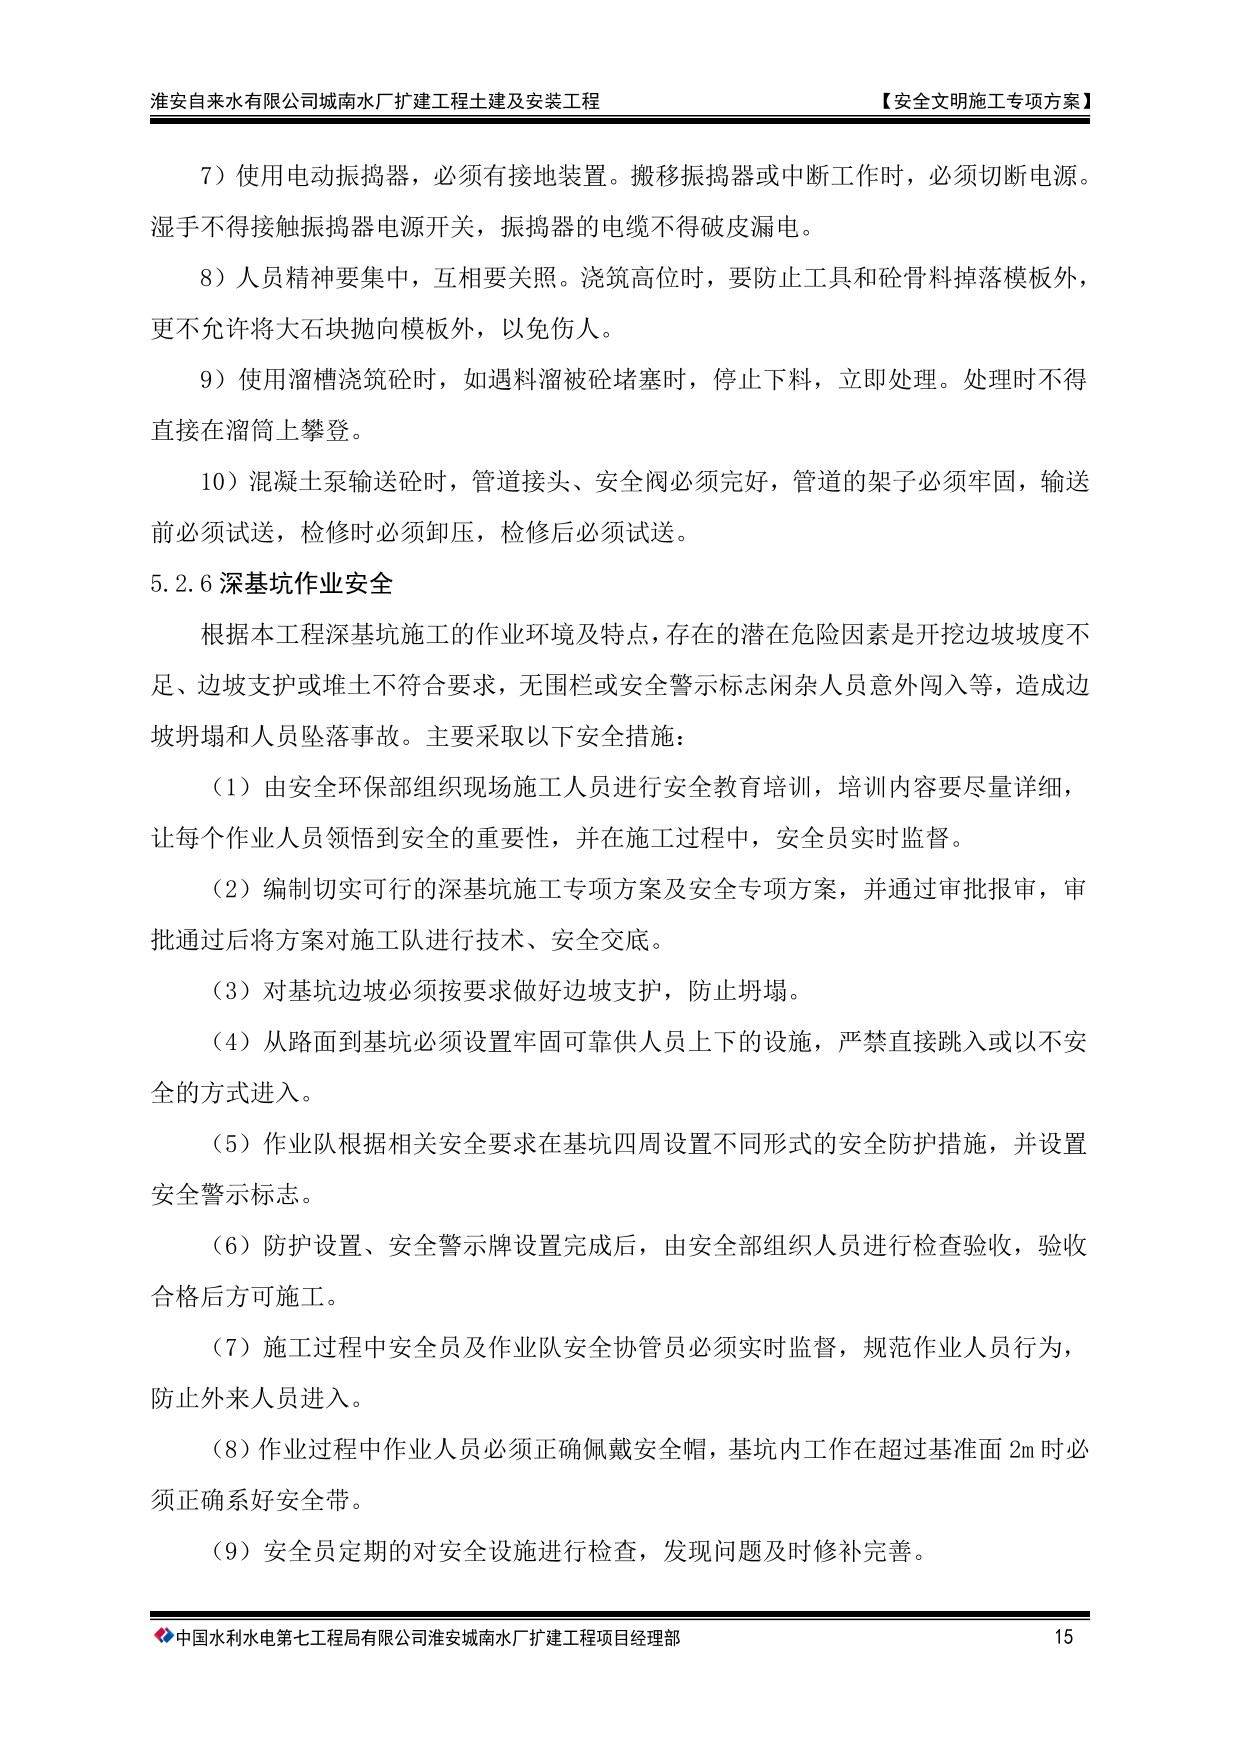 淮安自来水有限公司城南水厂扩建工程土建及安装工程 【安全文明施工专项方案】
7）使用电动振捣器，必须有接地装置。搬移振捣器或中断工作时，必须切断电源。
湿手不得接触振捣器电源开关，振捣器的电缆不得破皮漏电。
8）人员精神要集中，互相要关照。浇筑高位时，要防止工具和砼骨料掉落模板外，
更不允许将大石块抛向模板外，以免伤人。
9）使用溜槽浇筑砼时，如遇料溜被砼堵塞时，停止下料，立即处理。处理时不得
直接在溜筒上攀登。
10）混凝土泵输送砼时，管道接头、安全阀必须完好，管道的架子必须牢固，输送
前必须试送，检修时必须卸压，检修后必须试送。
5.2.6 深基坑作业安全
根据本工程深基坑施工的作业环境及特点，存在的潜在危险因素是开挖边坡坡度不
足、边坡支护或堆土不符合要求，无围栏或安全警示标志闲杂人员意外闯入等，造成边
坡坍塌和人员坠落事故。主要采取以下安全措施：
（1）由安全环保部组织现场施工人员进行安全教育培训，培训内容要尽量详细，
让每个作业人员领悟到安全的重要性，并在施工过程中，安全员实时监督。
（2）编制切实可行的深基坑施工专项方案及安全专项方案，并通过审批报审，审
批通过后将方案对施工队进行技术、安全交底。
（3）对基坑边坡必须按要求做好边坡支护，防止坍塌。
（4）从路面到基坑必须设置牢固可靠供人员上下的设施，严禁直接跳入或以不安
全的方式进入。
（5）作业队根据相关安全要求在基坑四周设置不同形式的安全防护措施，并设置
安全警示标志。
（6）防护设置、安全警示牌设置完成后，由安全部组织人员进行检查验收，验收
合格后方可施工。
（7）施工过程中安全员及作业队安全协管员必须实时监督，规范作业人员行为，
防止外来人员进入。
（8）作业过程中作业人员必须正确佩戴安全帽，基坑内工作在超过基准面 2m 时必
须正确系好安全带。
（9）安全员定期的对安全设施进行检查，发现问题及时修补完善。
中国水利水电第七工程局有限公司淮安城南水厂扩建工程项目经理部 15